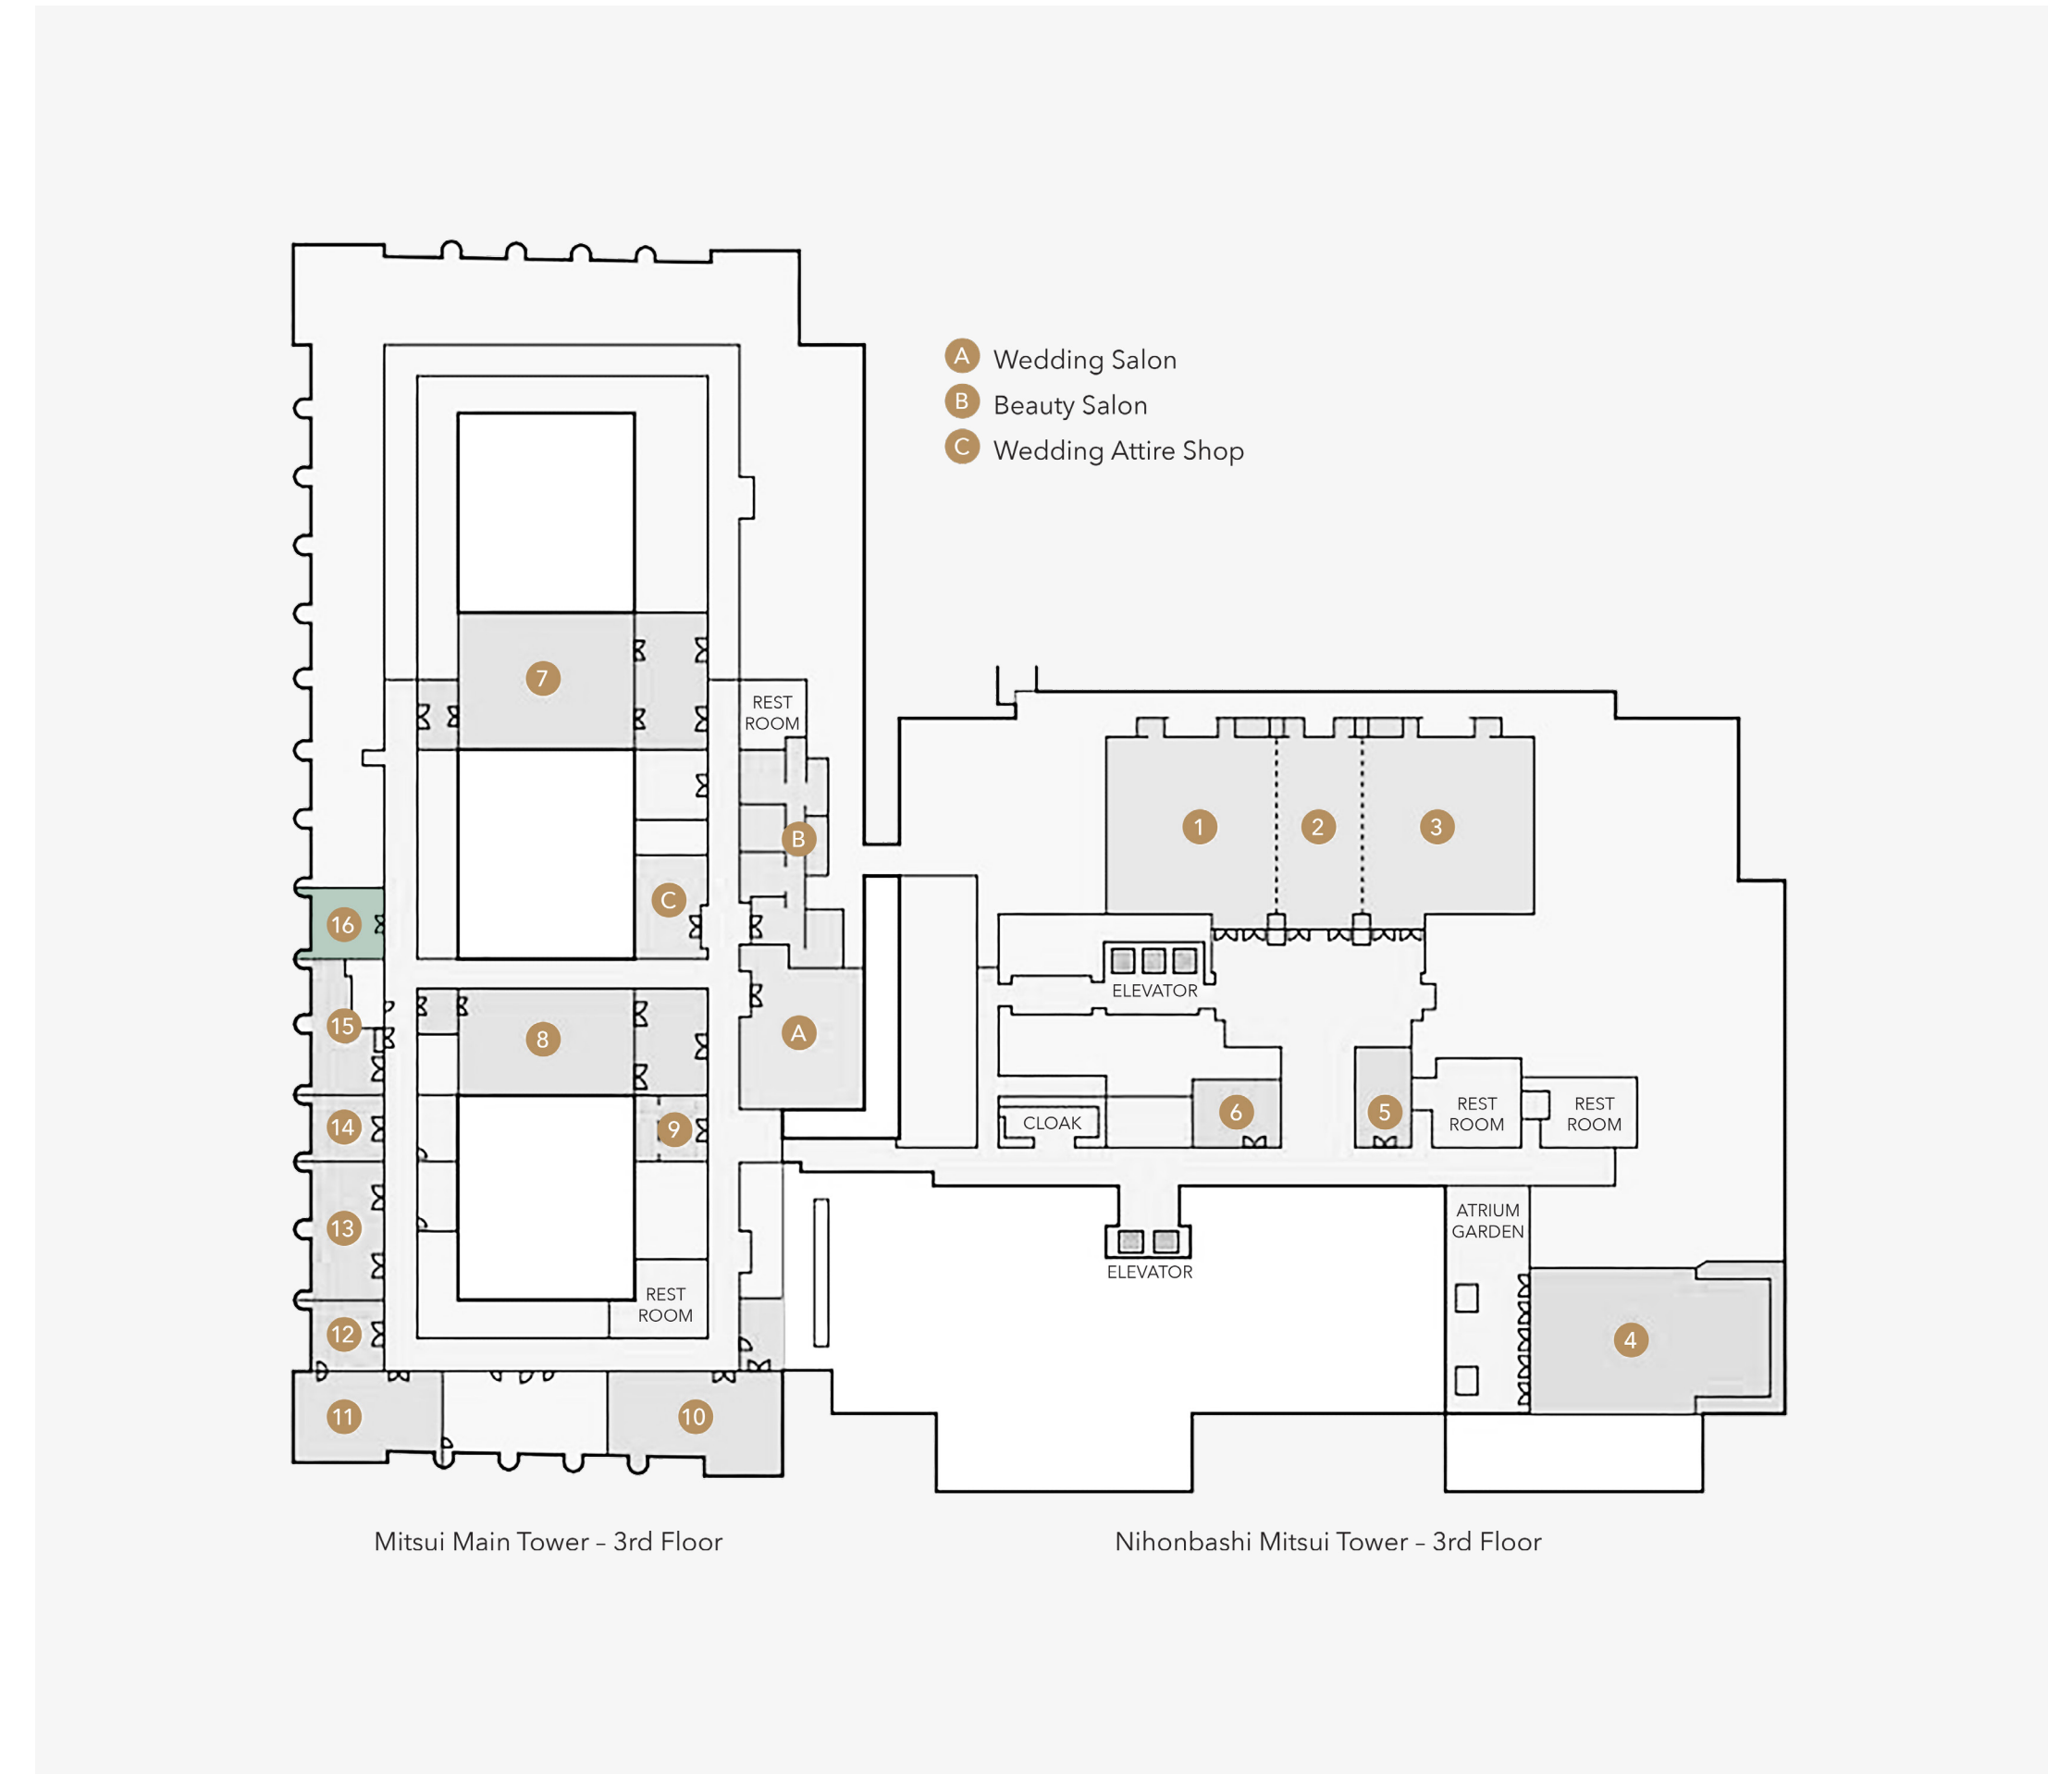 A Wedding Salon
B Beauty Salon
C Wedding Attire Shop
7
REST
ROOM
B
1
2
3
C
16
ELEVATOR
15
8
A
14
9
CLOAK
6
5
REST
ROOM
REST
ROOM
13
ATRIUM
GARDEN
ELEVATOR
REST
ROOM
12
4
11
10
Mitsui Main Tower – 3rd Floor
Nihonbashi Mitsui Tower – 3rd Floor